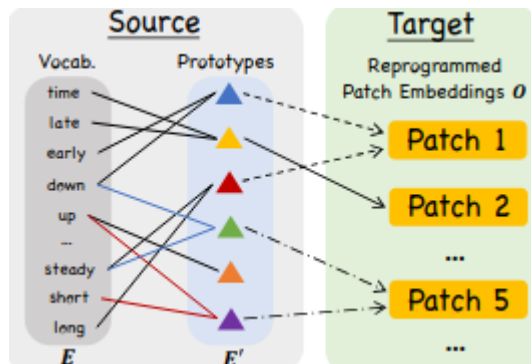 Source
Vocab.
time
late
early
down
up
...
steady
short
long
E
Prototypes
E'
Target
Reprogrammed
Patch Embeddings O
Patch 1
Patch 2
...
Patch 5
...